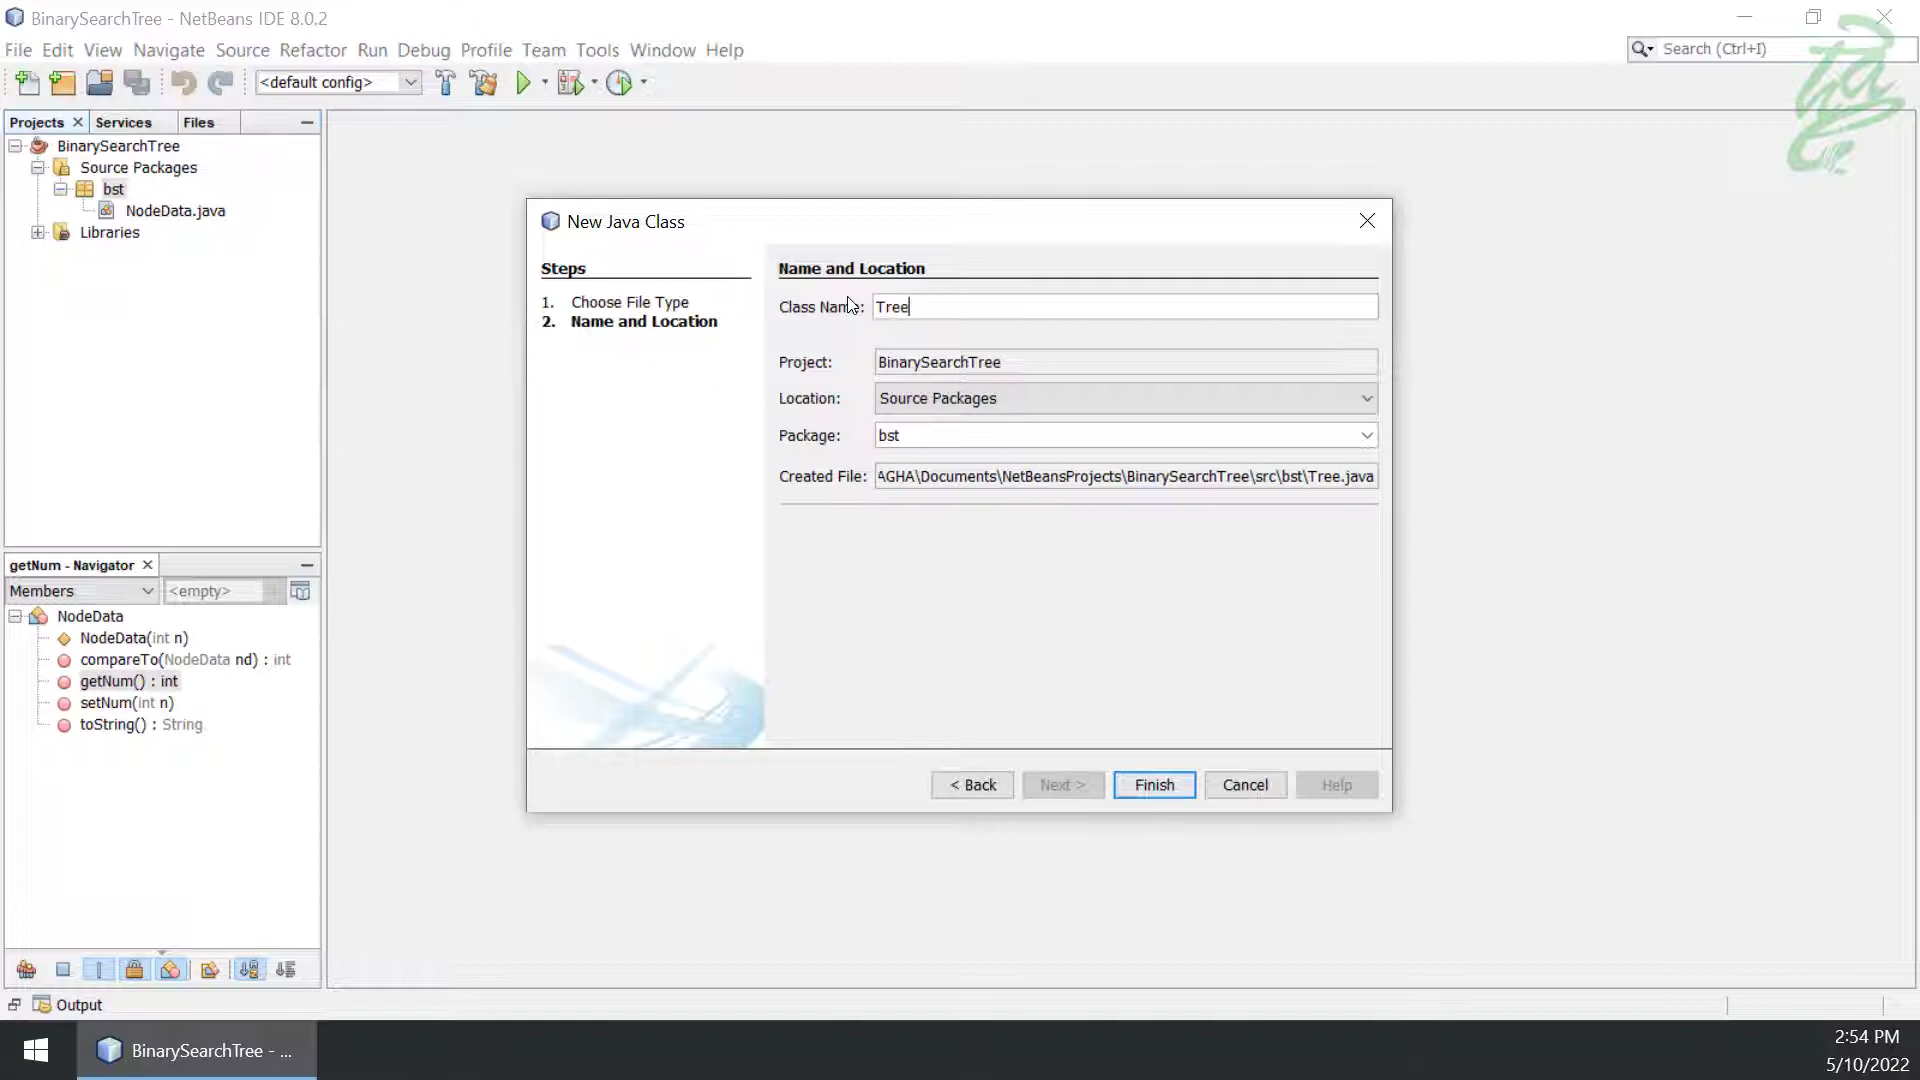 BinarySearchTree - NetBeans IDE 8.0.2
File Edit View Navigate Source Refactor Run Debug Profile Team Tools Window Help
Search (Ctrl+I)
<default config>
Projects Services Files
BinarySearchTree
Source Packages
bst
NodeData.java
Libraries
New Java Class
Steps
1. Choose File Type
2. Name and Location
Name and Location
Class Name: Tree
Project: BinarySearchTree
Location: Source Packages
Package: bst
Created File: AGHA\Documents\NetBeansProjects\BinarySearchTree\src\bst\Tree.java
< Back Next > Finish Cancel Help
getNum - Navigator
Members <empty>
NodeData
NodeData(int n)
compareTo(NodeData nd) : int
getNum() : int
setNum(int n)
toString() : String
Output
BinarySearchTree - ...
2:54 PM
5/10/2022